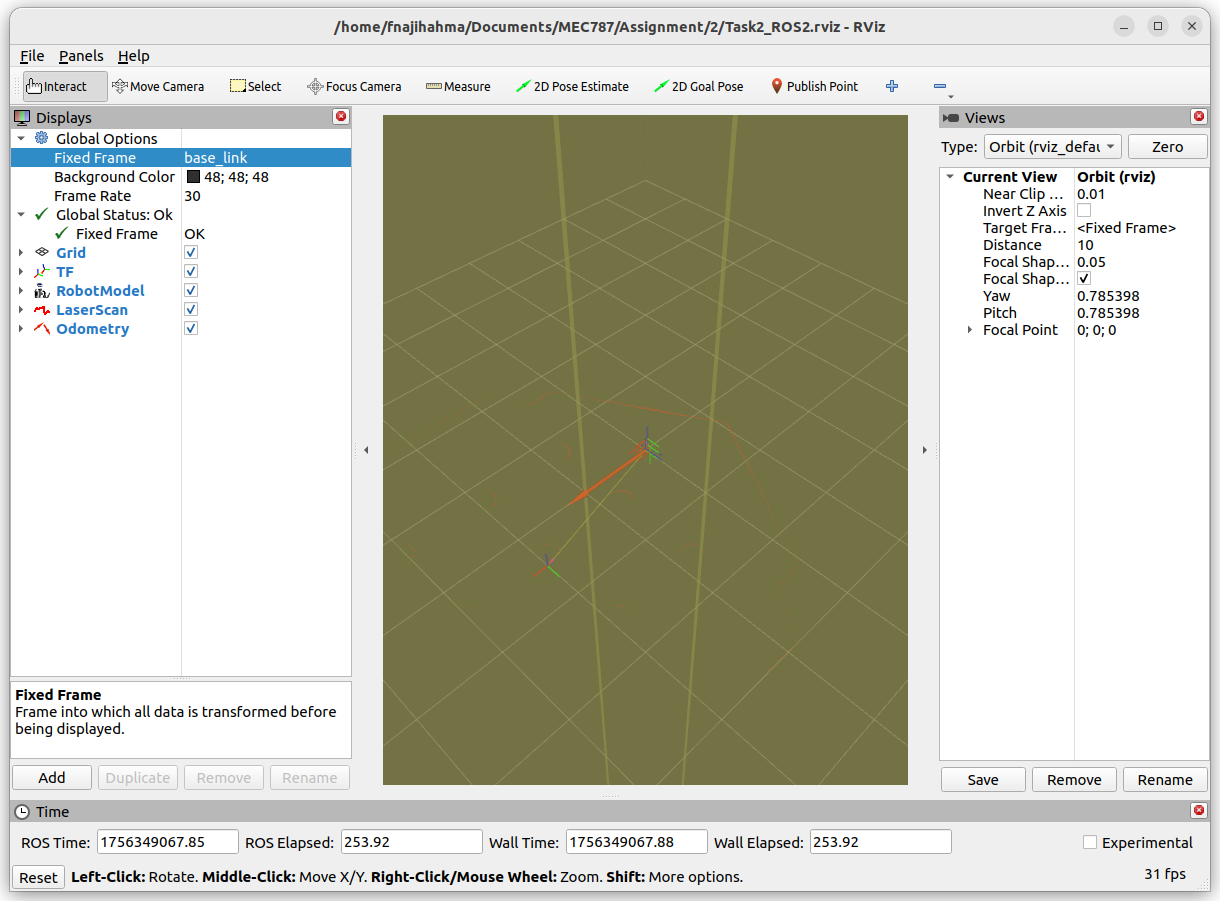 /home/fnajihahma/Documents/MEC787/Assignment/2/Task2_ROS2.rviz - RViz
File Panels Help
Interact Move Camera Select Focus Camera Measure 2D Pose Estimate 2D Goal Pose Publish Point
Displays
Global Options
Fixed Frame base_link
Background Color 48; 48; 48
Frame Rate 30
Global Status: Ok
Fixed Frame OK
Grid
TF
RobotModel
LaserScan
Odometry
Fixed Frame
Frame into which all data is transformed before
being displayed.
Add Duplicate Remove Rename
Views
Type: Orbit (rviz_defau Zero
Current View Orbit (rviz)
Near Clip ... 0.01
Invert Z Axis
Target Fra... <Fixed Frame>
Distance 10
Focal Shap... 0.05
Focal Shap...
Yaw 0.785398
Pitch 0.785398
Focal Point 0; 0; 0
Save Remove Rename
Time
ROS Time: 1756349067.85 ROS Elapsed: 253.92 Wall Time: 1756349067.88 Wall Elapsed: 253.92 Experimental
Reset Left-Click: Rotate. Middle-Click: Move X/Y. Right-Click/Mouse Wheel: Zoom. Shift: More options. 31 fps